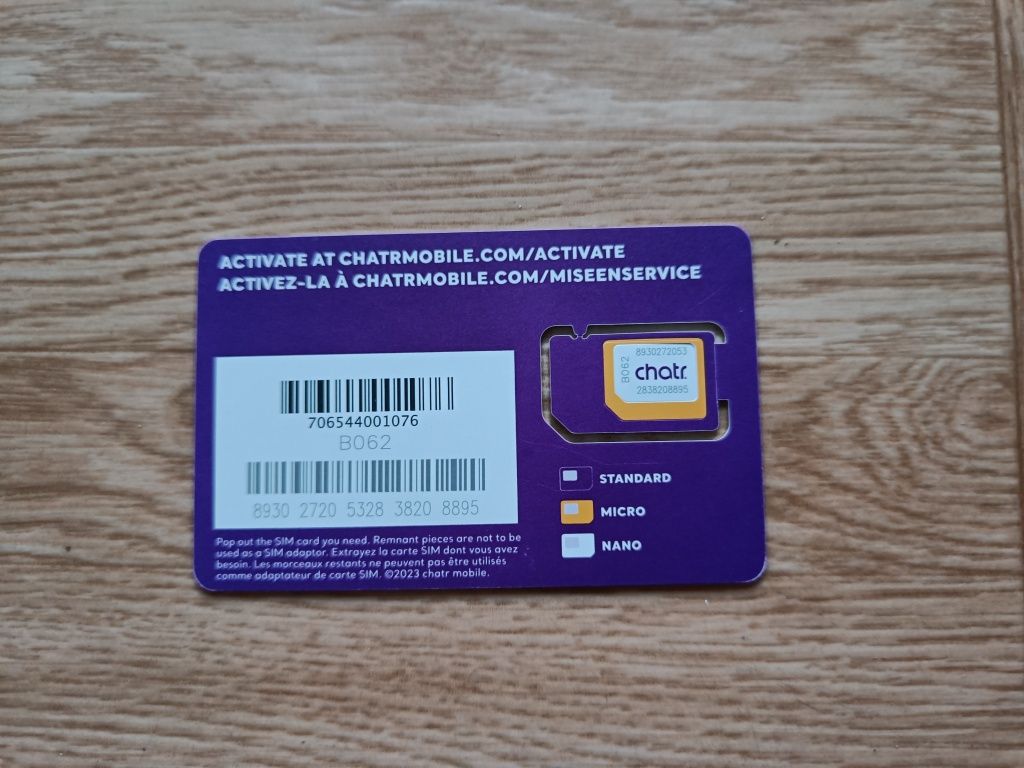 ACTIVATE AT CHATRMOBILE.COM/ACTIVATE
ACTIVEZ-LA À CHATRMOBILE.COM/MISEENSERVICE
706544001076
B062
8930 2720 5328 3820 8895
Pop out the SIM card you need. Remnant pieces are not to be
used as a SIM adaptor. Extrayez la carte SIM dont vous avez
besoin. Les morceaux restants ne peuvent pas être utilisés
comme adaptateur de carte SIM. ©2023 chatr mobile.
B062
8930272053
chatr
2838208895
STANDARD
MICRO
NANO